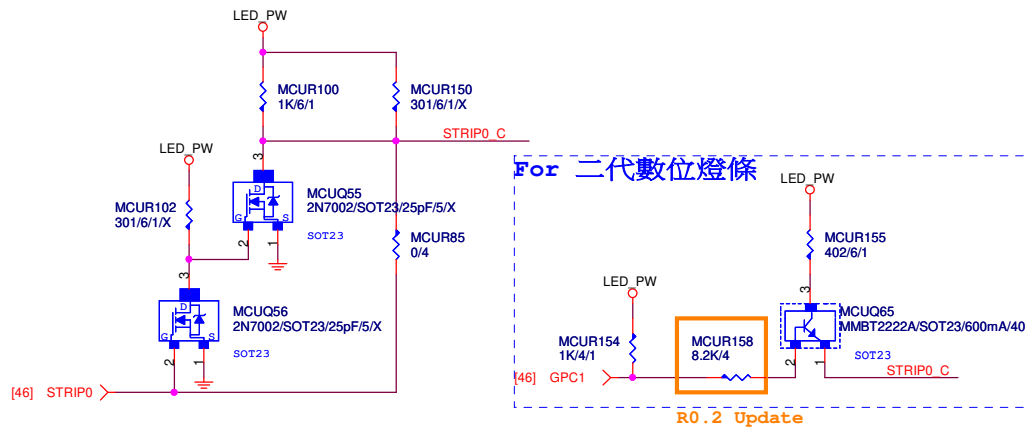 LED_PW
MCUR100
1K/6/1
MCUR150
301/6/1/X
STRIP0_C
LED_PW
3
D
G
S
MCUQ55
2N7002/SOT23/25pF/5/X
SOT23
2
1
MCUR102
301/6/1/X
MCUR85
0/4
3
D
G
S
MCUQ56
2N7002/SOT23/25pF/5/X
SOT23
2
1
[46] STRIP0
For 二代數位燈條
LED_PW
MCUR155
402/6/1
LED_PW
3
MCUQ65
MMBT2222A/SOT23/600mA/40
SOT23
MCUR154
1K/4/1
MCUR158
8.2K/4
2
1
STRIP0_C
[46] GPC1
R0.2 Update